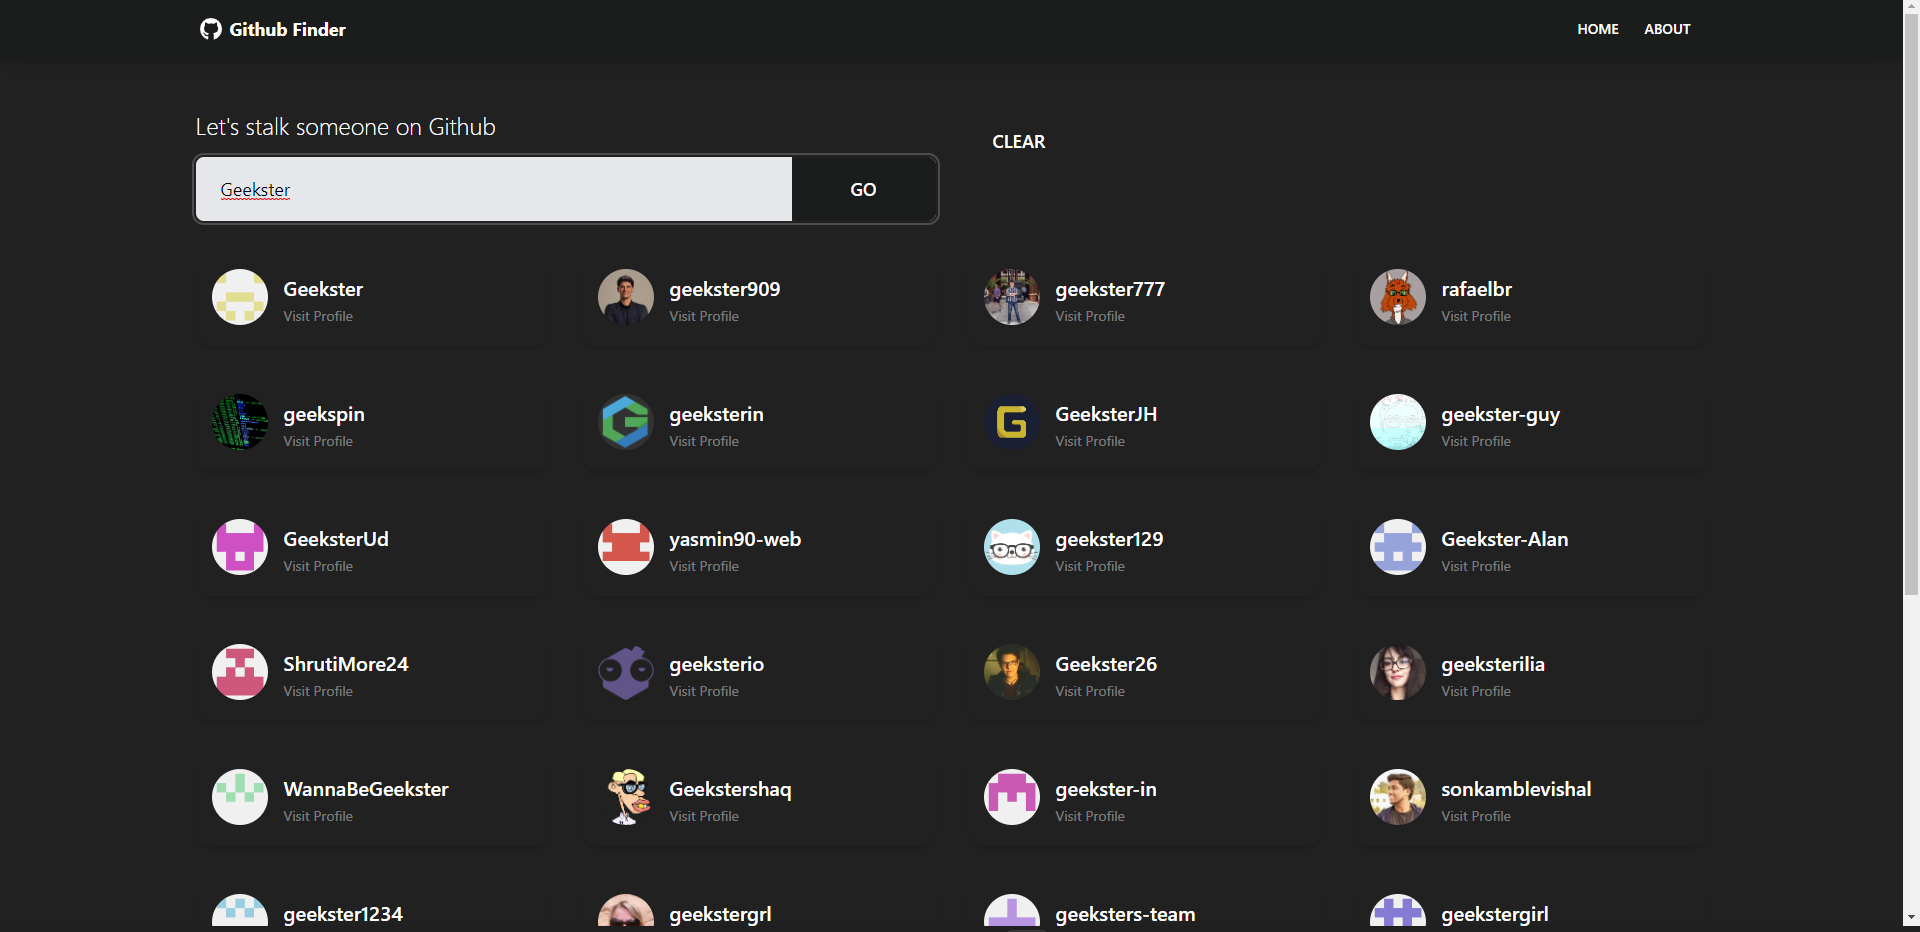 Github Finder
HOME
ABOUT
Let's stalk someone on Github
CLEAR
Geekster
GO
Geekster
Visit Profile
geekster909
Visit Profile
geekster777
Visit Profile
rafaelbr
Visit Profile
geekspin
Visit Profile
geeksterin
Visit Profile
GeeksterJH
Visit Profile
geekster-guy
Visit Profile
GeeksterUd
Visit Profile
yasmin90-web
Visit Profile
geekster129
Visit Profile
Geekster-Alan
Visit Profile
ShrutiMore24
Visit Profile
geeksterio
Visit Profile
Geekster26
Visit Profile
geeksterilia
Visit Profile
WannaBeGeekster
Visit Profile
Geekstershaq
Visit Profile
geekster-in
Visit Profile
sonkamblevishal
Visit Profile
geekster1234
geekstergrl
geeksters-team
geekstergirl